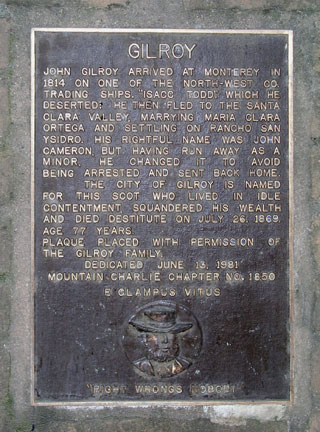 GILROY
JOHN GILROY ARRIVED AT MONTEREY IN
1814 ON ONE OF THE NORTH-WEST CO.
TRADING SHIPS, "ISACC TODD", WHICH HE
DESERTED; HE THEN FLED TO THE SANTA
CLARA VALLEY, MARRYING MARIA CLARA
ORTEGA AND SETTLING ON RANCHO SAN
YSIDRO. HIS RIGHTFUL NAME WAS JOHN
CAMERON, BUT HAVING RUN AWAY AS A
MINOR, HE CHANGED IT TO AVOID
BEING ARRESTED AND SENT BACK HOME.
THE CITY OF GILROY IS NAMED
FOR THIS SCOT WHO LIVED IN IDLE
CONTENTMENT, SQUANDERED HIS WEALTH
AND DIED DESTITUTE ON JULY 26, 1869,
AGE 77 YEARS.
PLAQUE PLACED WITH PERMISSION OF
THE GILROY FAMILY.
DEDICATED JUNE 13, 1981
MOUNTAIN CHARLIE CHAPTER NO. 1850
E CLAMPUS VITUS
"RIGHT WRONGS NOBODY"